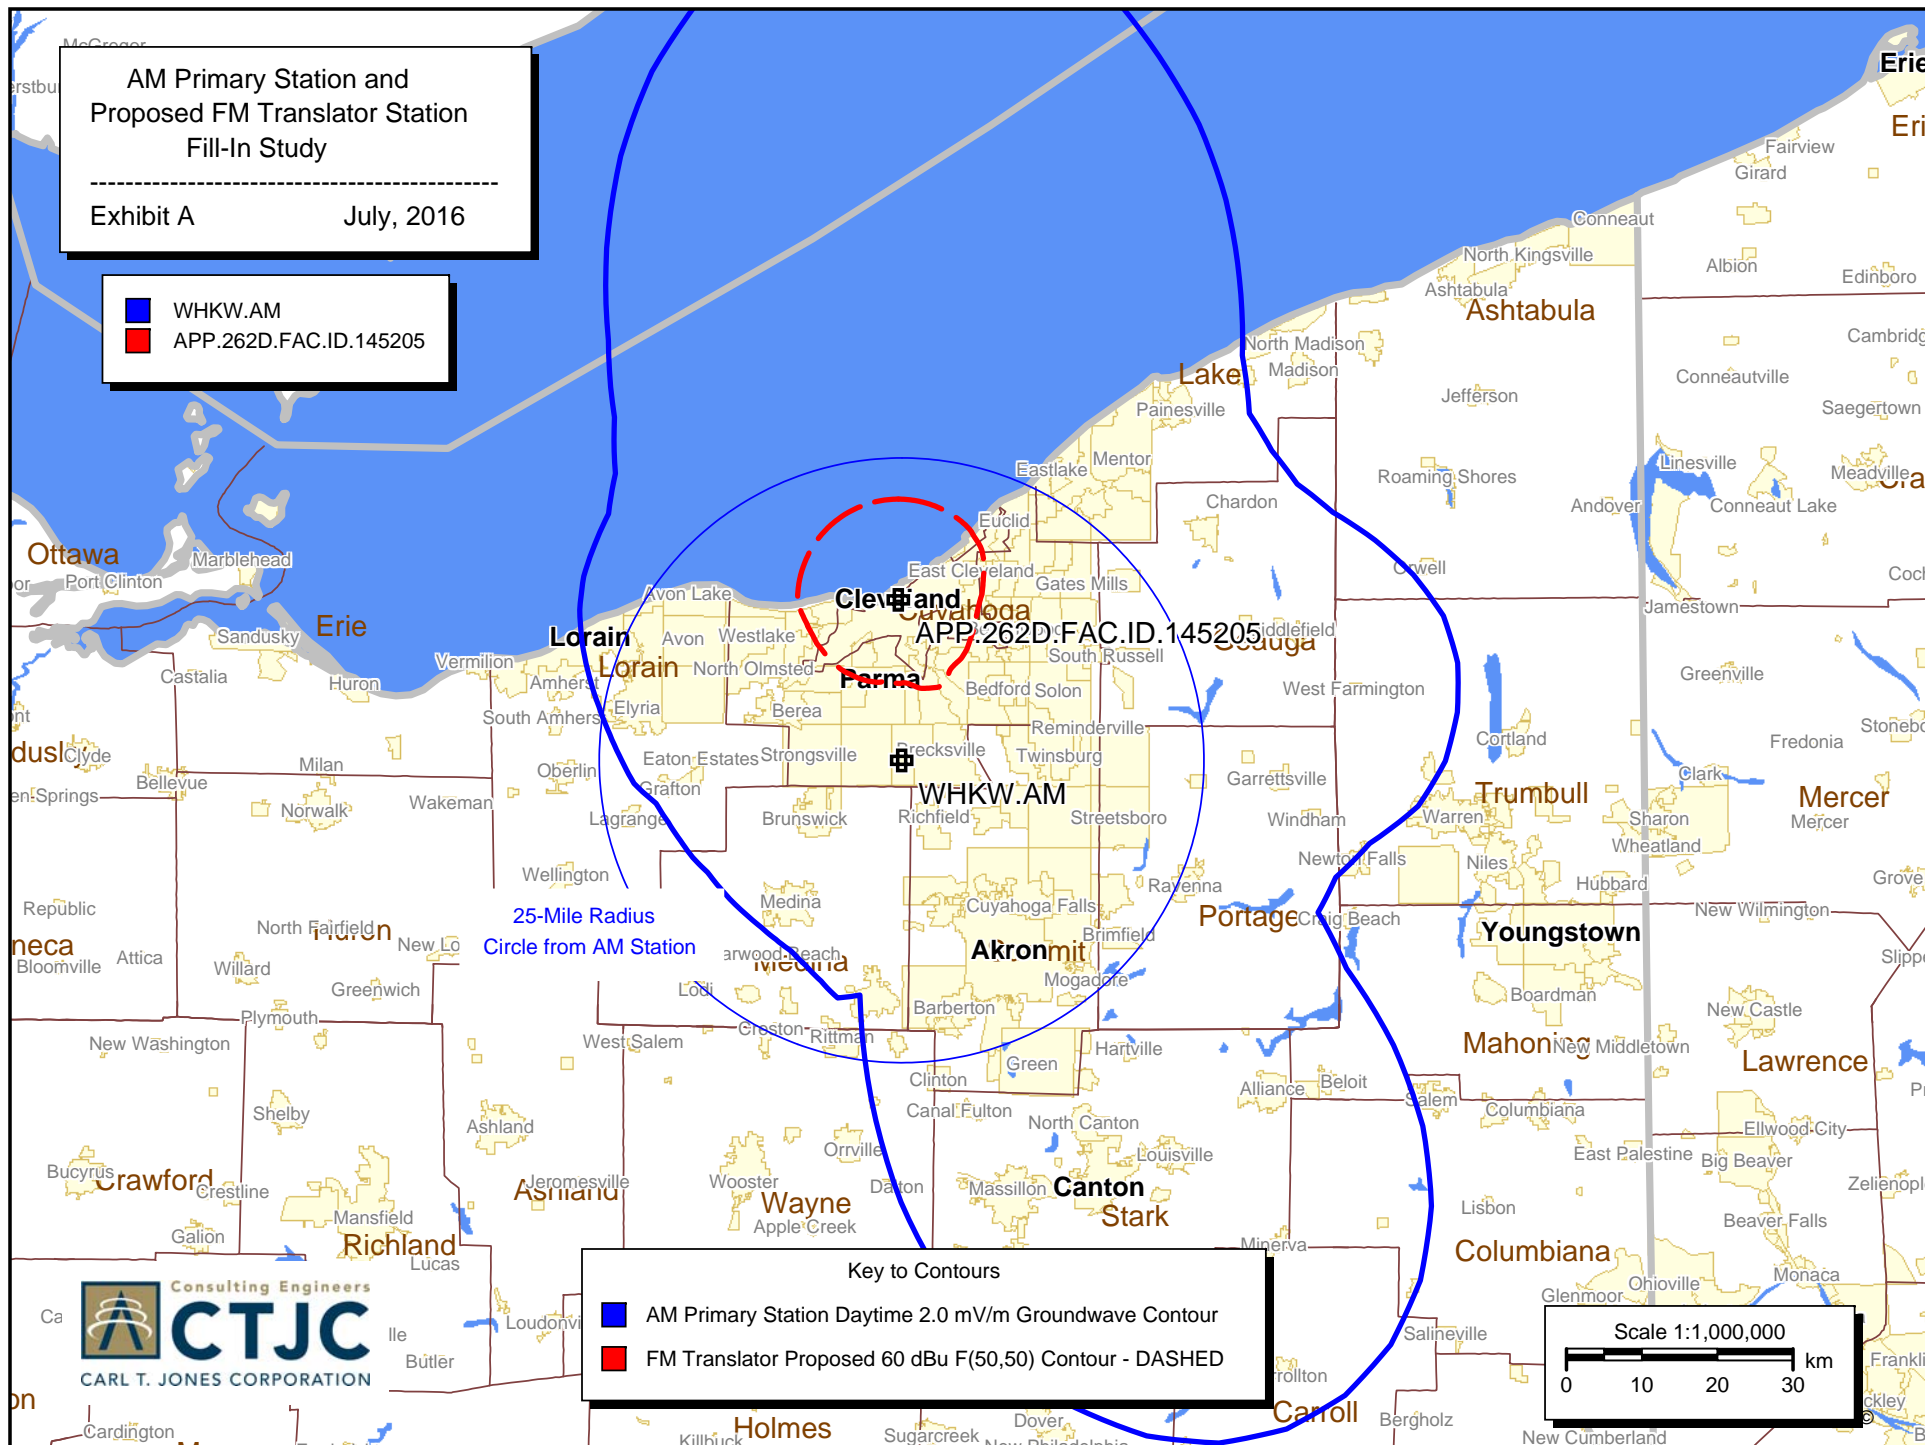 McGregor
AM Primary Station and
Proposed FM Translator Station
Fill-In Study
Exhibit A July, 2016
WHKW.AM
APP.262D.FAC.ID.145205
Erie
Fairview
Girard
Conneaut
North Kingsville
Albion
Edinboro
Ashtabula
Ashtabula
North Madison
Madison
Lake
Conneautville
Jefferson
Saegertown
Painesville
Mentor
Eastlake
Linesville
Meadville
Roaming Shores
Chardon
Andover
Conneaut Lake
Euclid
Ottawa
Marblehead
Port Clinton
East Cleveland
Gates Mills
Orwell
Avon Lake
Cleveland
Cuyahoga
Jamestown
Erie
Sandusky
Lorain
Avon
Westlake
APP.262D.FAC.ID.145205
Geauga
Lorain
North Olmsted
South Russell
Vermilion
Castalia
Huron
Amherst
Parma
Bedford
Solon
West Farmington
Greenville
Elyria
Berea
South Amherst
Reminderville
Clyde
Milan
Eaton Estates
Strongsville
Brecksville
Twinsburg
Cortland
Fredonia
Bellevue
Oberlin
Grafton
Garrettsville
Clark
WHKW.AM
Trumbull
Mercer
Wakeman
Norwalk
Lagrange
Brunswick
Richfield
Streetsboro
Windham
Warren
Sharon
Mercer
Wheatland
Newton Falls
Niles
Wellington
Ravenna
Hubbard
Republic
Medina
Cuyahoga Falls
25-Mile Radius
Circle from AM Station
Portage
Craig Beach
New Wilmington
North Fairfield
Huron
Brimfield
Youngstown
Akron
Bloomville
Attica
Willard
Medina
Mogadore
Greenwich
Lodi
Boardman
Barberton
New Castle
Plymouth
Creston
Rittman
New Washington
West Salem
Hartville
Mahoning
New Middletown
Green
Lawrence
Clinton
Alliance
Beloit
Salem
Shelby
Canal Fulton
Columbiana
Ashland
North Canton
Ellwood City
Orrville
Louisville
East Palestine
Big Beaver
Bucyrus
Crawford
Crestline
Ashland
Jeromesville
Wooster
Wayne
Dalton
Massillon
Canton
Stark
Lisbon
Apple Creek
Mansfield
Beaver Falls
Galion
Richland
Lucas
Minerva
Columbiana
Key to Contours
Monaca
Ohioville
Glenmoor
AM Primary Station Daytime 2.0 mV/m Groundwave Contour
FM Translator Proposed 60 dBu F(50,50) Contour - DASHED
Consulting Engineers
CTJC
CARL T. JONES CORPORATION
Butler
Salineville
Scale 1:1,000,000
km
0 10 20 30
Carroll
Bergholz
Cardington
Holmes
Killbuck
Dover
Sugarcreek
New Cumberland
©